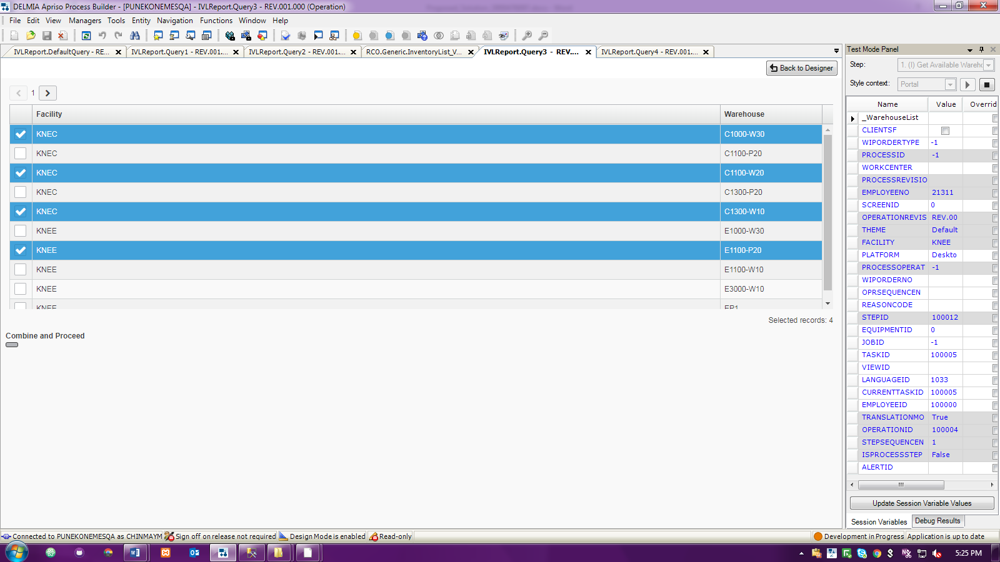 DELMIA Apriso Process Builder - [PUNEKONEMESQA] - IVLReport.Query3 - REV.001.000 (Operation)
File Edit View Managers Tools Entity Navigation Functions Window Help
IVLReport.DefaultQuery - RE... IVLReport.Query1 - REV.001.... IVLReport.Query2 - REV.001.... RCO.Generic.InventoryList_V... IVLReport.Query3 - REV.... IVLReport.Query4 - REV.001....
Back to Designer
1
Facility Warehouse
KNEC C1000-W30
KNEC C1100-P20
KNEC C1100-W20
KNEC C1300-P20
KNEC C1300-W10
KNEE E1000-W30
KNEE E1100-P20
KNEE E1100-W10
KNEE E3000-W10
KNEE EP1
Selected records: 4
Combine and Proceed
Test Mode Panel
Step: 1. (I) Get Available Wareho
Style context: Portal
Name Value Overrid
_WarehouseList
CLIENTSF
WIPORDERTYPE -1
PROCESSID -1
WORKCENTER
PROCESSREVISIO
EMPLOYEENO 21311
SCREENID 0
OPERATIONREVIS REV.00
THEME Default
FACILITY KNEE
PLATFORM Deskto
PROCESSOPERAT -1
WIPORDERNO
OPRSEQUENCEN
REASONCODE
STEPID 100012
EQUIPMENTID 0
JOBID -1
TASKID 100005
VIEWID
LANGUAGEID 1033
CURRENTTASKID 100005
EMPLOYEEID 100000
TRANSLATIONMO True
OPERATIONID 100004
STEPSEQUENCEN 1
ISPROCESSSTEP False
ALERTID
Update Session Variable Values
Session Variables Debug Results
Connected to PUNEKONEMESQA as CHINMAYM Sign off on release not required Design Mode is enabled Read-only Development in Progress Application is up to date
5:25 PM